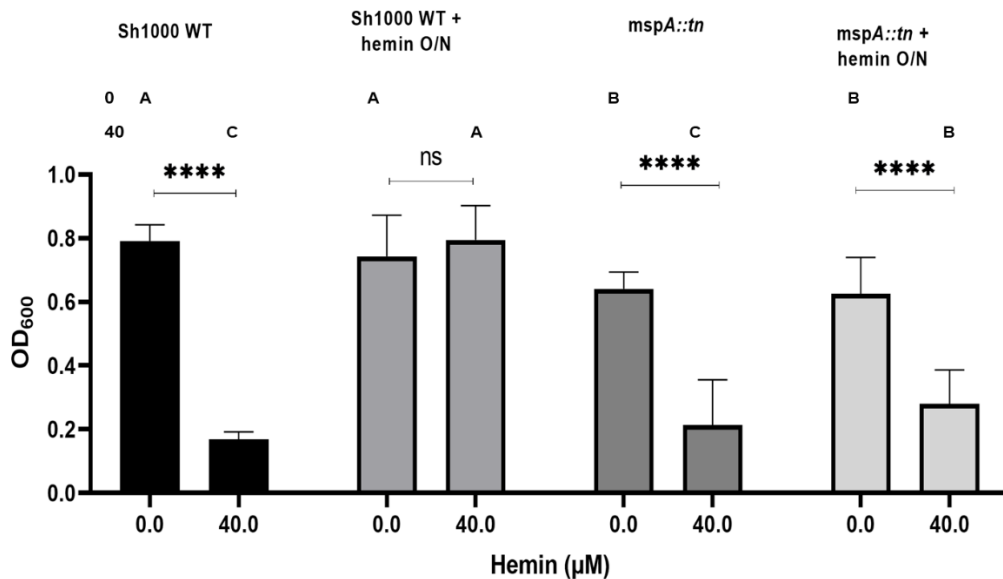 Sh1000 WT
Sh1000 WT +
hemin O/N
mspA::tn
mspA::tn +
hemin O/N
0 A A B B
40 C A C B
**** ns **** ****
1.0
0.8
0.6
0.4
0.2
0.0
OD600
0.0 40.0 0.0 40.0 0.0 40.0 0.0 40.0
Hemin (µM)